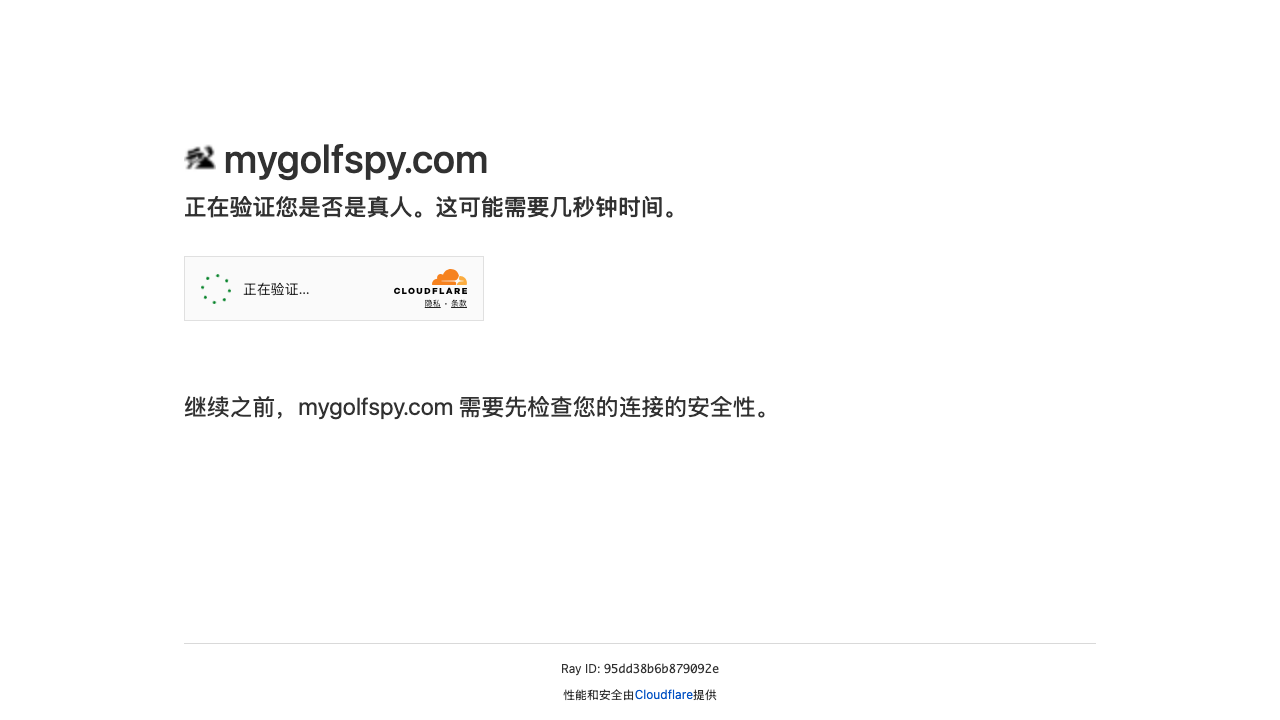 mygolfspy.com
正在验证您是否是真人。这可能需要几秒钟时间。
正在验证...
CLOUDFLARE
隐私 • 条款
继续之前，mygolfspy.com 需要先检查您的连接的安全性。
Ray ID: 95dd38b6b879092e
性能和安全由Cloudflare提供